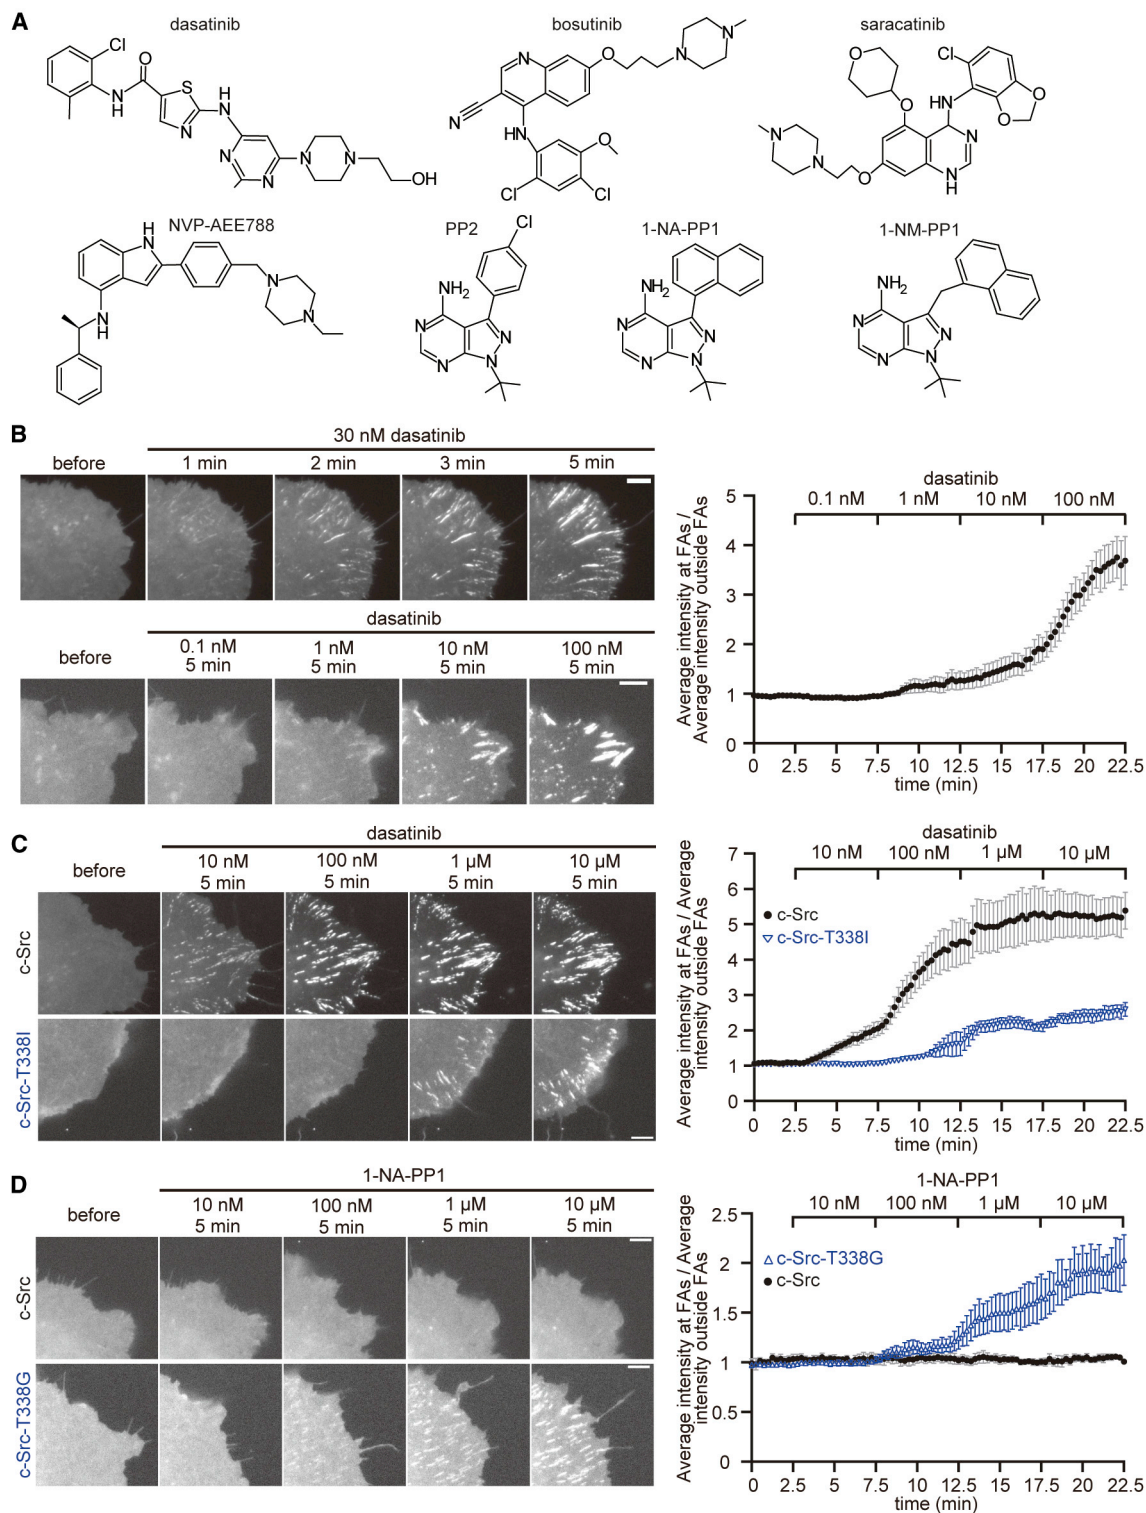 A
dasatinib
bosutinib
saracatinib
Cl
O
N
H
S
N
NH
N
N
N
N
OH
N
N
O
N
N
N
HN
O
Cl
Cl
O
O
N
N
O
HN
Cl
O
O
N
N
H
NVP-AEE788
PP2
1-NA-PP1
1-NM-PP1
H
N
N
H
N
N
Cl
NH2
N
N
N
N
NH2
N
N
N
N
NH2
N
N
N
N
B
30 nM dasatinib
before
1 min
2 min
3 min
5 min
dasatinib
before
0.1 nM
5 min
1 nM
5 min
10 nM
5 min
100 nM
5 min
dasatinib
0.1 nM
1 nM
10 nM
100 nM
Average intensity at FAs /
Average intensity outside FAs
5
4
3
2
1
0
0
2.5
5
7.5
10
12.5
15
17.5
20
22.5
time (min)
C
dasatinib
before
10 nM
5 min
100 nM
5 min
1 µM
5 min
10 µM
5 min
c-Src
c-Src-T338I
dasatinib
10 nM
100 nM
1 µM
10 µM
c-Src
c-Src-T338I
Average intensity at FAs / Average
intensity outside FAs
7
6
5
4
3
2
1
0
0
2.5
5
7.5
10
12.5
15
17.5
20
22.5
time (min)
D
1-NA-PP1
before
10 nM
5 min
100 nM
5 min
1 µM
5 min
10 µM
5 min
c-Src
c-Src-T338G
1-NA-PP1
10 nM
100 nM
1 µM
10 µM
c-Src-T338G
c-Src
Average intensity at FAs / Average
intensity outside FAs
2.5
2
1.5
1
0.5
0
0
2.5
5
7.5
10
12.5
15
17.5
20
22.5
time (min)